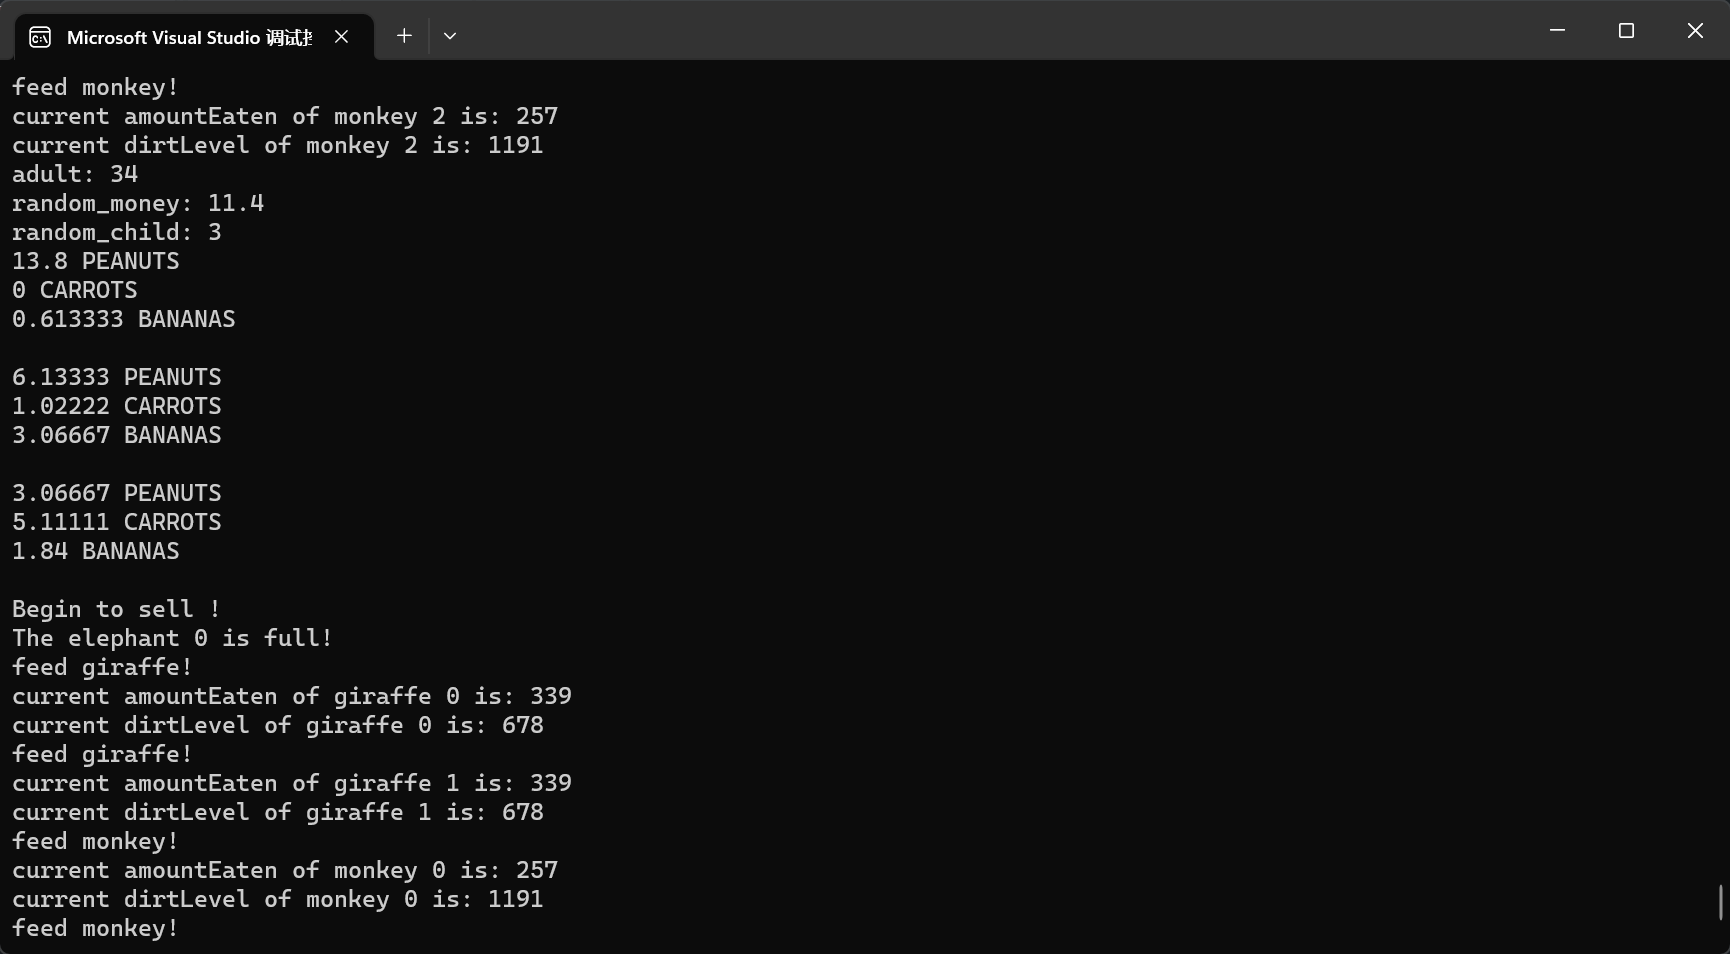 Microsoft Visual Studio 调试
feed monkey!
current amountEaten of monkey 2 is: 257
current dirtLevel of monkey 2 is: 1191
adult: 34
random_money: 11.4
random_child: 3
13.8 PEANUTS
0 CARROTS
0.613333 BANANAS
6.13333 PEANUTS
1.02222 CARROTS
3.06667 BANANAS
3.06667 PEANUTS
5.11111 CARROTS
1.84 BANANAS
Begin to sell !
The elephant 0 is full!
feed giraffe!
current amountEaten of giraffe 0 is: 339
current dirtLevel of giraffe 0 is: 678
feed giraffe!
current amountEaten of giraffe 1 is: 339
current dirtLevel of giraffe 1 is: 678
feed monkey!
current amountEaten of monkey 0 is: 257
current dirtLevel of monkey 0 is: 1191
feed monkey!